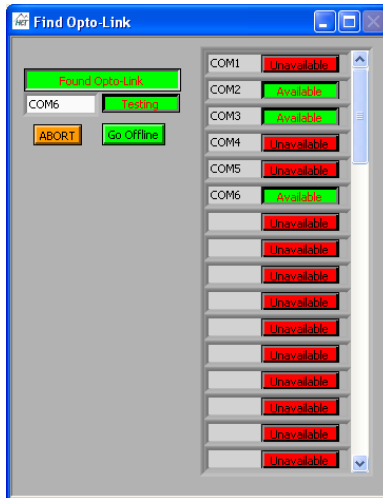 HET Find Opto-Link
Found Opto-Link
COM6 Testing
ABORT Go Offline
COM1 Unavailable
COM2 Available
COM3 Available
COM4 Unavailable
COM5 Unavailable
COM6 Available
Unavailable
Unavailable
Unavailable
Unavailable
Unavailable
Unavailable
Unavailable
Unavailable
Unavailable
Unavailable